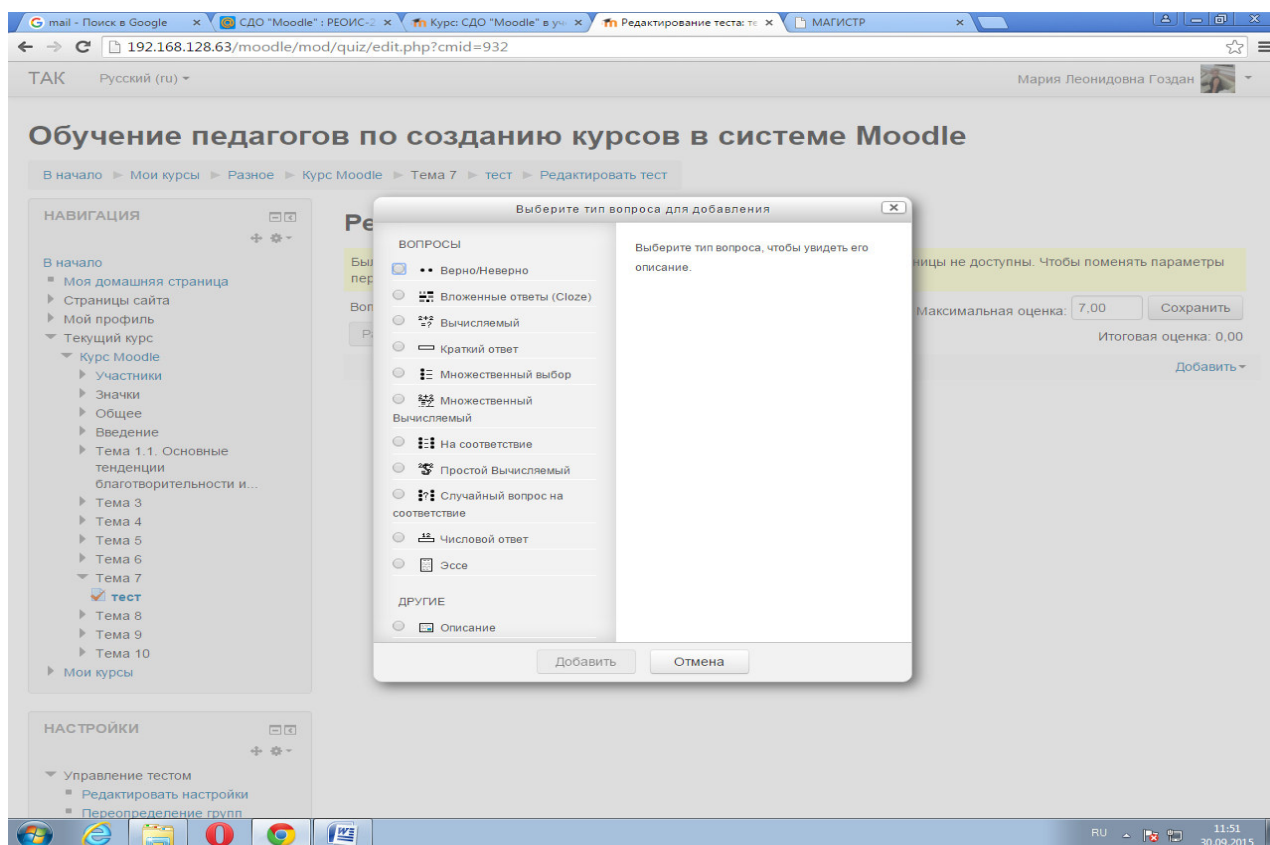 mail - Поиск в Google
СДО "Moodle" : РЕОИС-2
Курс: СДО "Moodle" в уч
Редактирование теста: те
МАГИСТР
192.168.128.63/moodle/mod/quiz/edit.php?cmid=932
ТАК Русский (ru) Мария Леонидовна Гоздан
Обучение педагогов по созданию курсов в системе Moodle
В начало Мои курсы Разное Курс Moodle Тема 7 тест Редактировать тест
НАВИГАЦИЯ
В начало
Моя домашняя страница
Страницы сайта
Мой профиль
Текущий курс
Курс Moodle
Участники
Значки
Общее
Введение
Тема 1.1. Основные
тенденции
благотворительности и...
Тема 3
Тема 4
Тема 5
Тема 6
Тема 7
тест
Тема 8
Тема 9
Тема 10
Мои курсы
НАСТРОЙКИ
Управление тестом
Редактировать настройки
Переопределение групп
Ре
Был
пер
Воп
Выберите тип вопроса для добавления
ВОПРОСЫ
Верно/Неверно
Вложенные ответы (Cloze)
Вычисляемый
Краткий ответ
Множественный выбор
Множественный
Вычисляемый
На соответствие
Простой Вычисляемый
Случайный вопрос на
соответствие
Числовой ответ
Эссе
ДРУГИЕ
Описание
Выберите тип вопроса, чтобы увидеть его
описание.
Добавить Отмена
ницы не доступны. Чтобы поменять параметры
Максимальная оценка: 7,00 Сохранить
Итоговая оценка: 0,00
Добавить
RU
11:51
30.09.2015